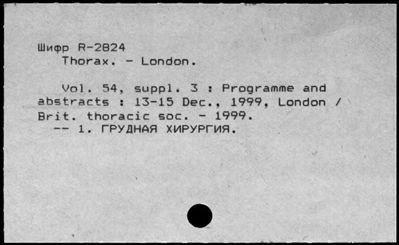 Шифр R-2824
Thorax. - London.
Vol. 54, suppl. 3 : Programme and
abstracts : 13-15 Dec., 1999, London /
Brit. thoracic soc. - 1999.
-- 1. ГРУДНАЯ ХИРУРГИЯ.